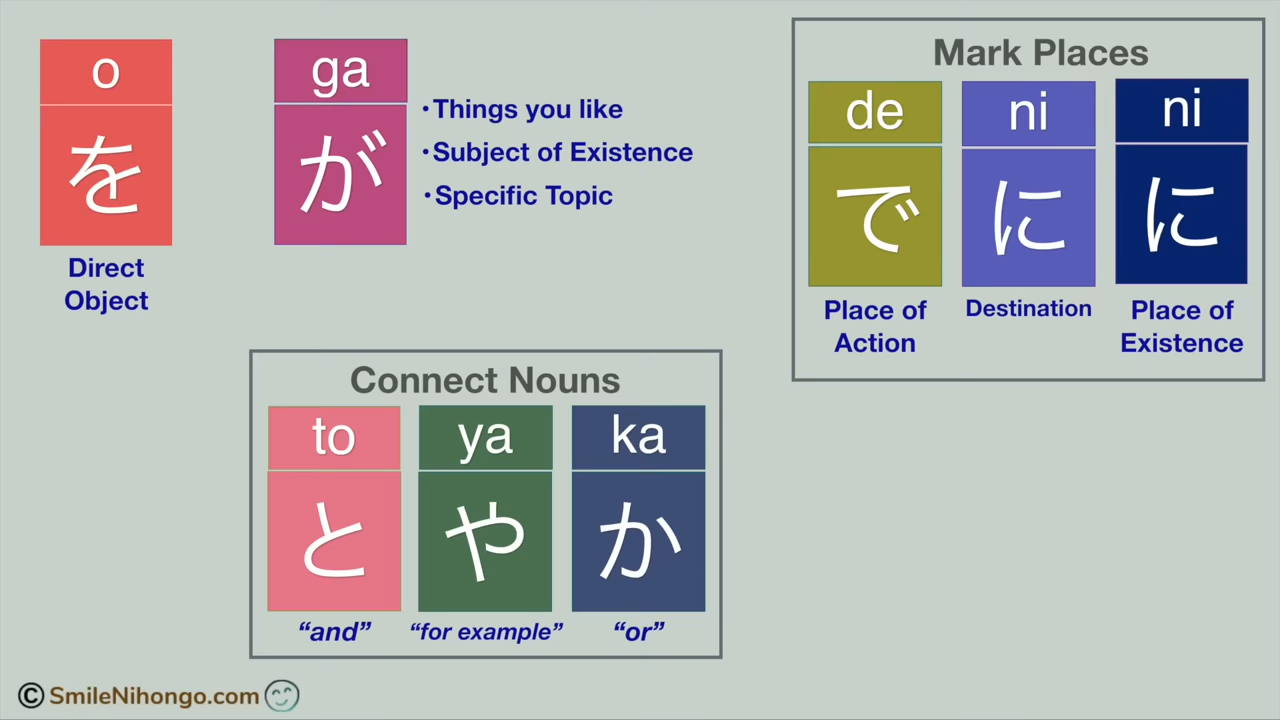 o
を
Direct
Object
ga
が
・Things you like
・Subject of Existence
・Specific Topic
Mark Places
de
で
Place of
Action
ni
に
Destination
ni
に
Place of
Existence
Connect Nouns
to
と
“and”
ya
や
“for example”
ka
か
“or”
© SmileNihongo.com